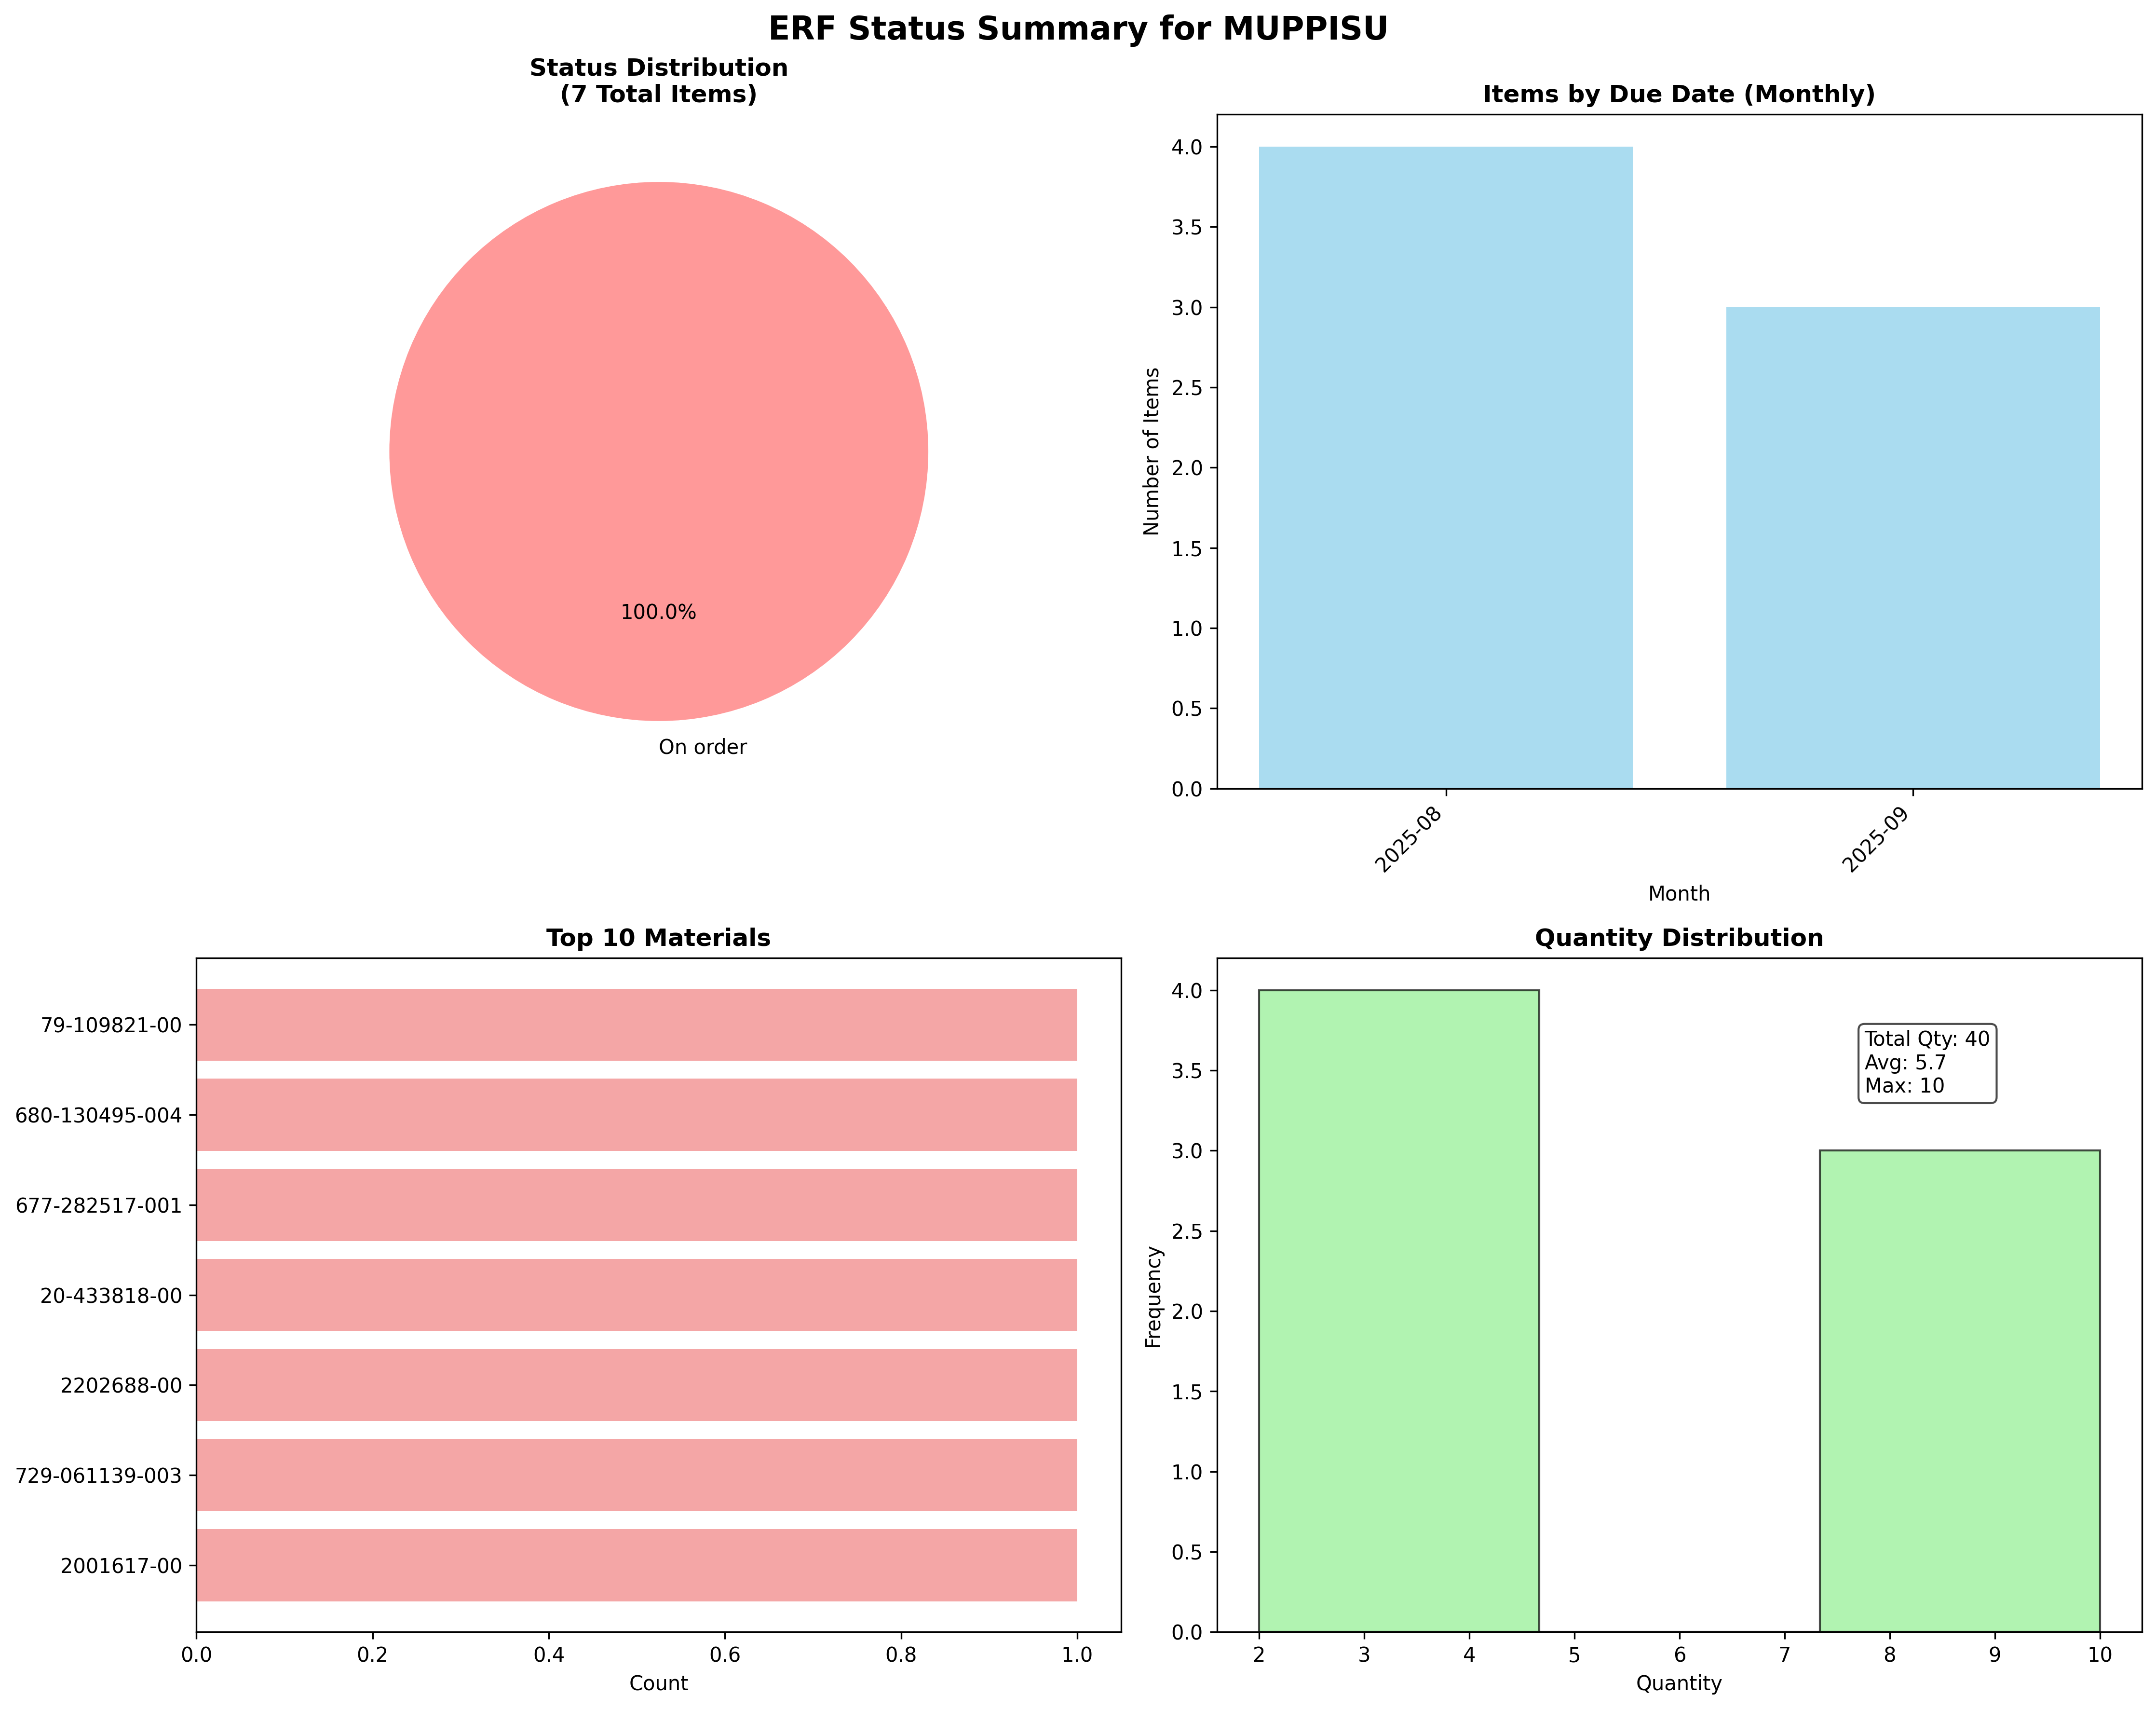 ERF Status Summary for MUPPISU
Status Distribution
(7 Total Items)
100.0%
On order
Items by Due Date (Monthly)
Number of Items
4.0
3.5
3.0
2.5
2.0
1.5
1.0
0.5
0.0
2025-08
2025-09
Month
Top 10 Materials
79-109821-00
680-130495-004
677-282517-001
20-433818-00
2202688-00
729-061139-003
2001617-00
0.0
0.2
0.4
0.6
0.8
1.0
Count
Quantity Distribution
Frequency
4.0
3.5
3.0
2.5
2.0
1.5
1.0
0.5
0.0
Total Qty: 40
Avg: 5.7
Max: 10
2
3
4
5
6
7
8
9
10
Quantity